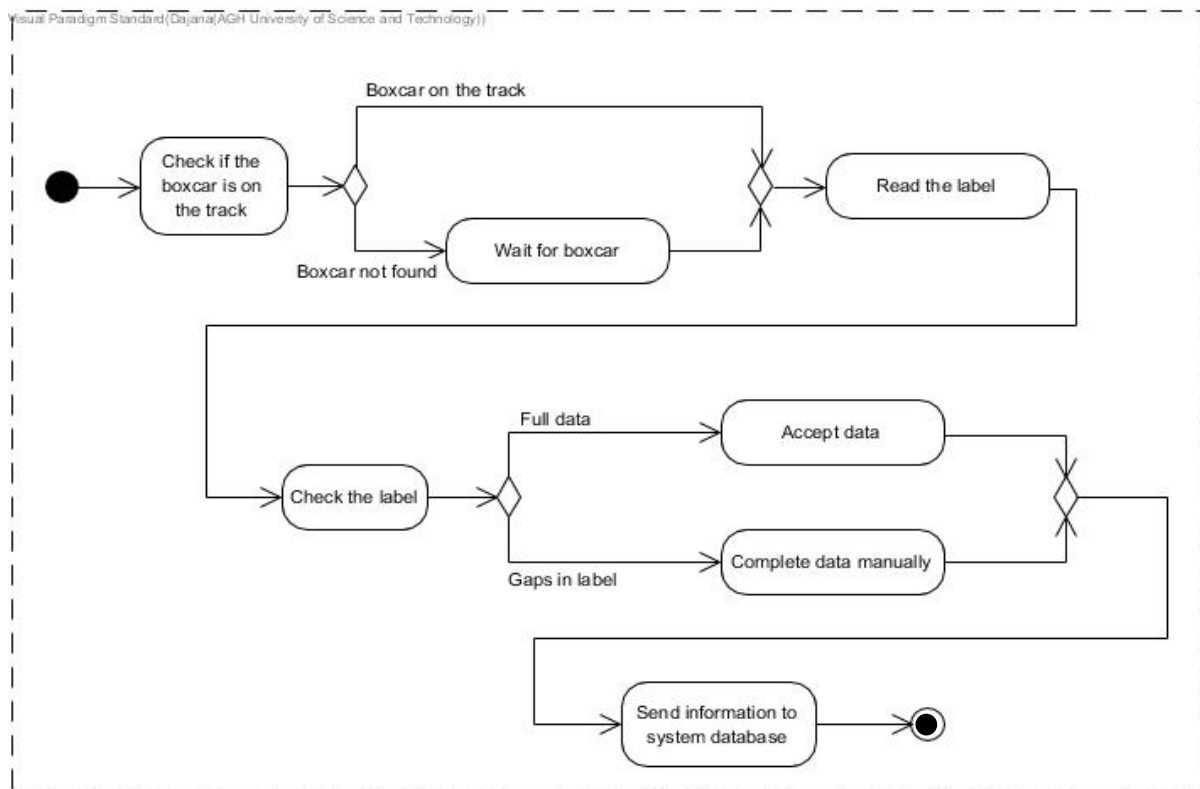 Visual Paradigm Standard(Dajana(AGH University of Science and Technology))
Boxcar on the track
Check if the
boxcar is on
the track
Read the label
Wait for boxcar
Boxcar not found
Full data
Accept data
Check the label
Complete data manually
Gaps in label
Send information to
system database